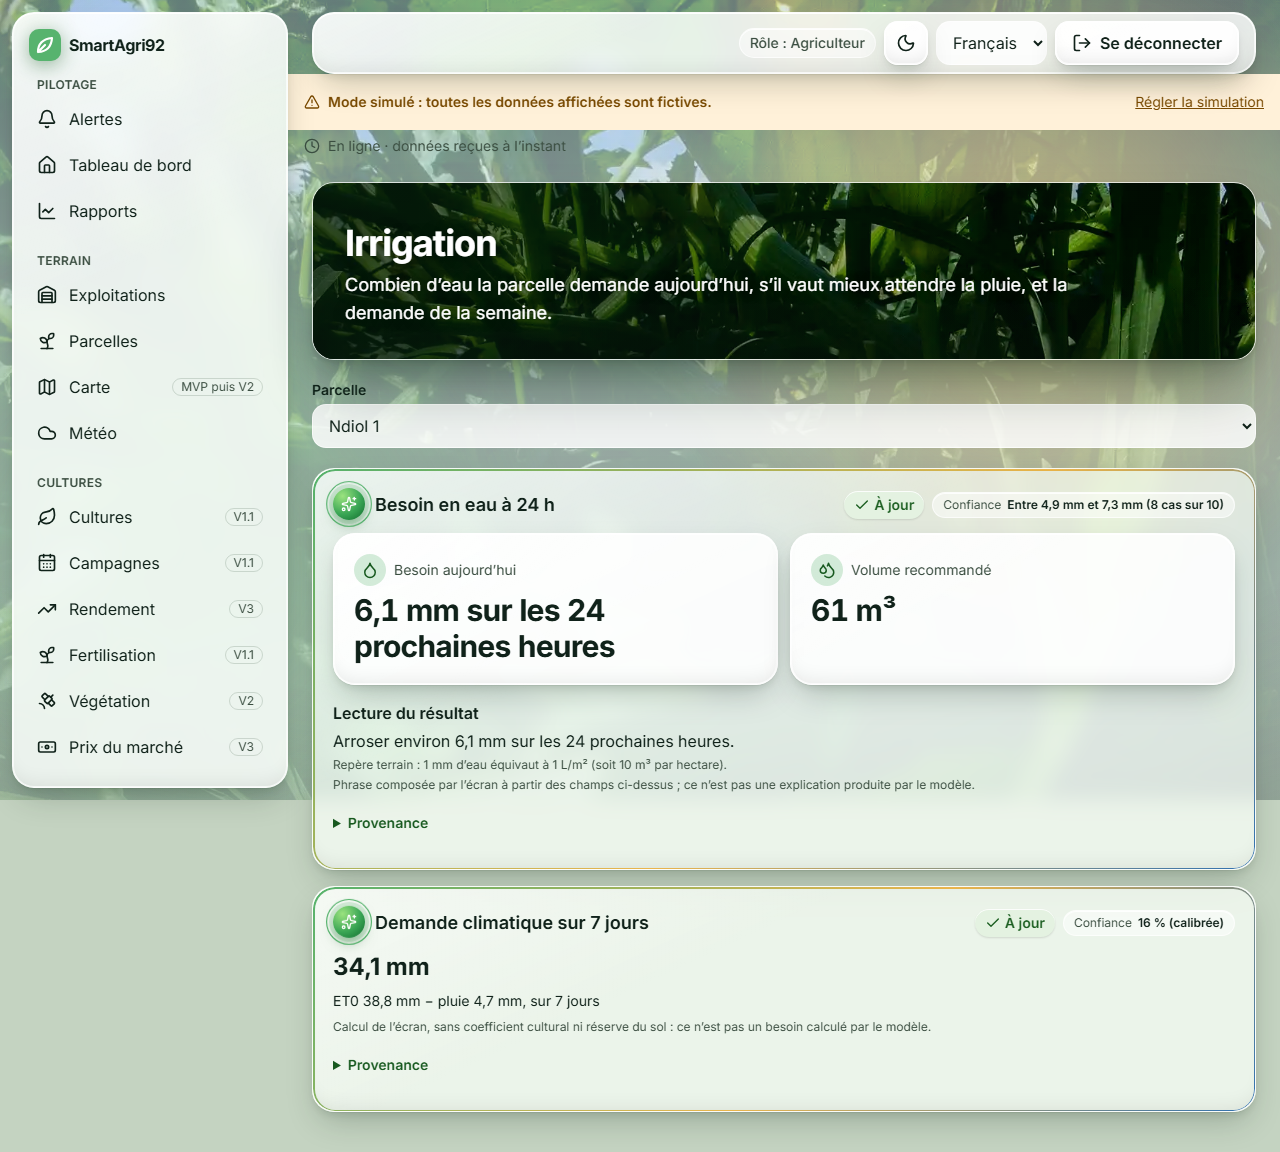 SmartAgri92
PILOTAGE
Alertes
Tableau de bord
Rapports
TERRAIN
Exploitations
Parcelles
Carte
MVP puis V2
Météo
CULTURES
Cultures
V1.1
Campagnes
V1.1
Rendement
V3
Fertilisation
V1.1
Végétation
V2
Prix du marché
V3
Rôle : Agriculteur
Français
Se déconnecter
Mode simulé : toutes les données affichées sont fictives.
Régler la simulation
En ligne · données reçues à l’instant
Irrigation
Combien d’eau la parcelle demande aujourd’hui, s’il vaut mieux attendre la pluie, et la
demande de la semaine.
Parcelle
Ndiol 1
Besoin en eau à 24 h
À jour
Confiance Entre 4,9 mm et 7,3 mm (8 cas sur 10)
Besoin aujourd’hui
6,1 mm sur les 24
prochaines heures
Volume recommandé
61 m³
Lecture du résultat
Arroser environ 6,1 mm sur les 24 prochaines heures.
Repère terrain : 1 mm d’eau équivaut à 1 L/m² (soit 10 m³ par hectare).
Phrase composée par l’écran à partir des champs ci-dessus ; ce n’est pas une explication produite par le modèle.
Provenance
Demande climatique sur 7 jours
À jour
Confiance 16 % (calibrée)
34,1 mm
ET0 38,8 mm − pluie 4,7 mm, sur 7 jours
Calcul de l’écran, sans coefficient cultural ni réserve du sol : ce n’est pas un besoin calculé par le modèle.
Provenance